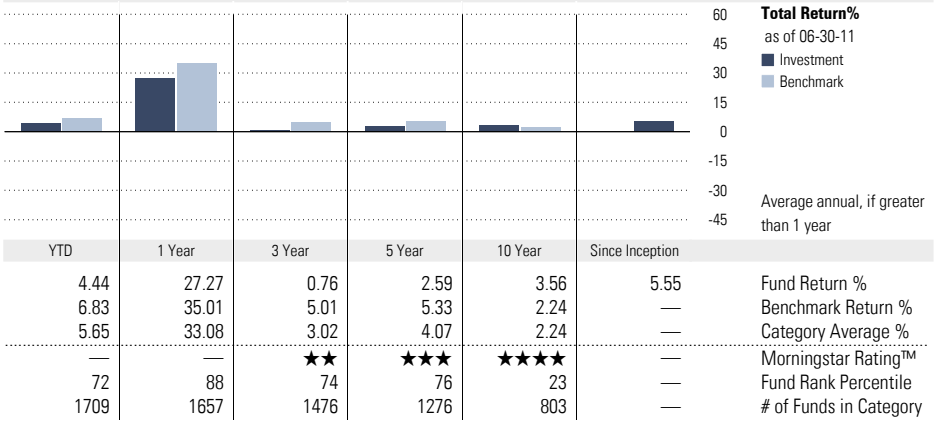 60
45
30
15
0
-15
-30
-45
Total Return%
as of 06-30-11
Investment
Benchmark
Average annual, if greater
than 1 year
YTD 1 Year 3 Year 5 Year 10 Year Since Inception
4.44 27.27 0.76 2.59 3.56 5.55 Fund Return %
6.83 35.01 5.01 5.33 2.24 — Benchmark Return %
5.65 33.08 3.02 4.07 2.24 — Category Average %
— — ★★ ★★★ ★★★★ — Morningstar Rating™
72 88 74 76 23 — Fund Rank Percentile
1709 1657 1476 1276 803 — # of Funds in Category